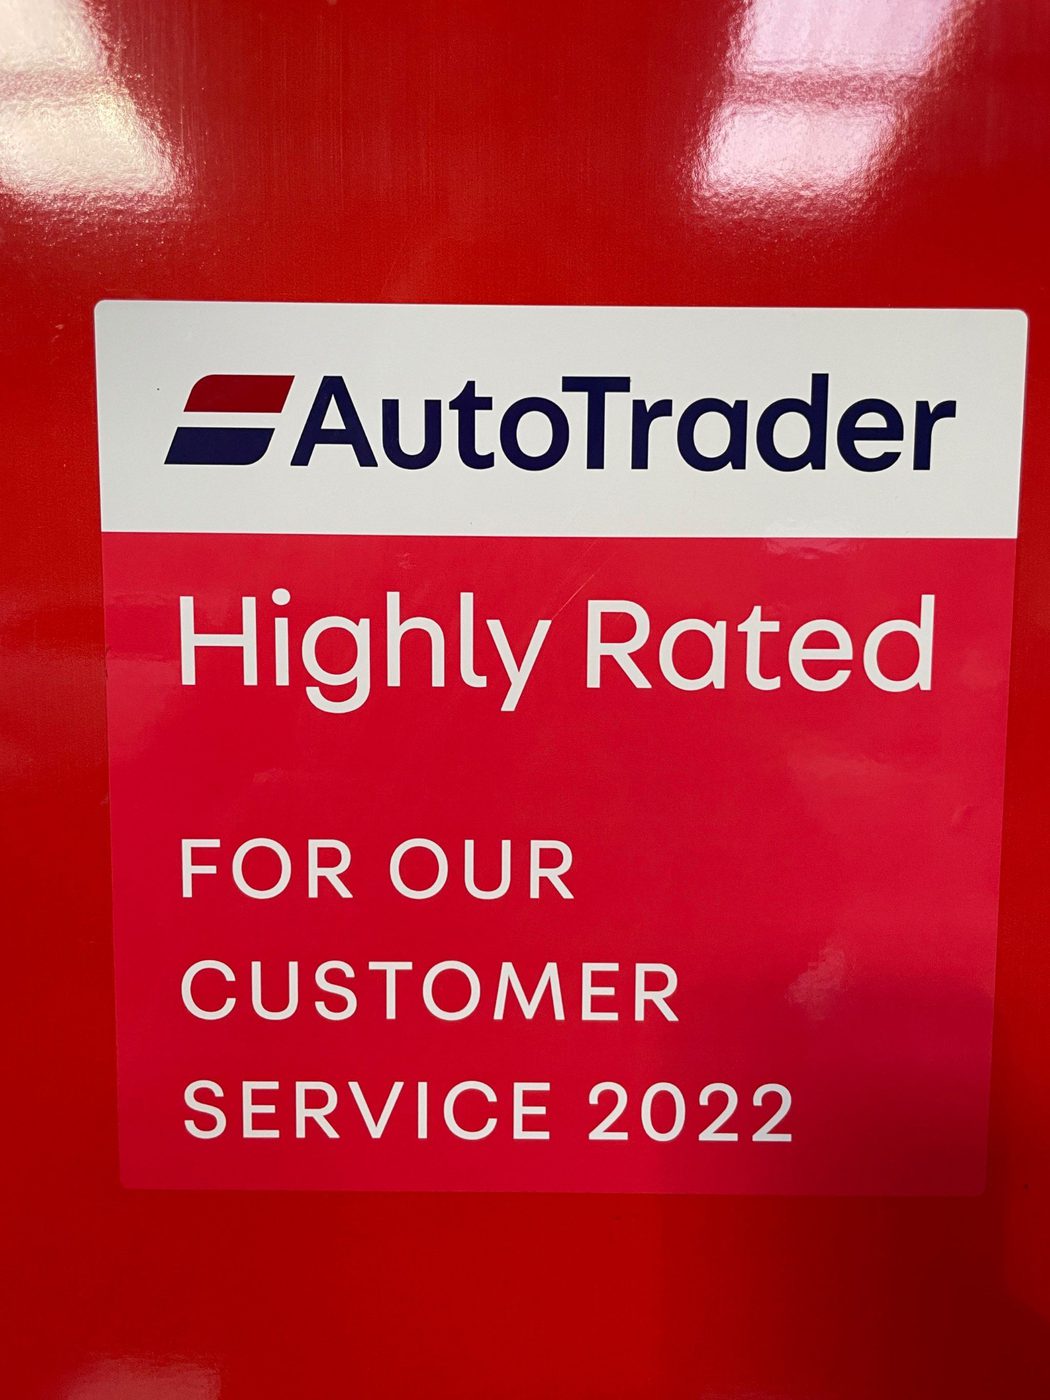 AutoTrader
Highly Rated
FOR OUR
CUSTOMER
SERVICE 2022